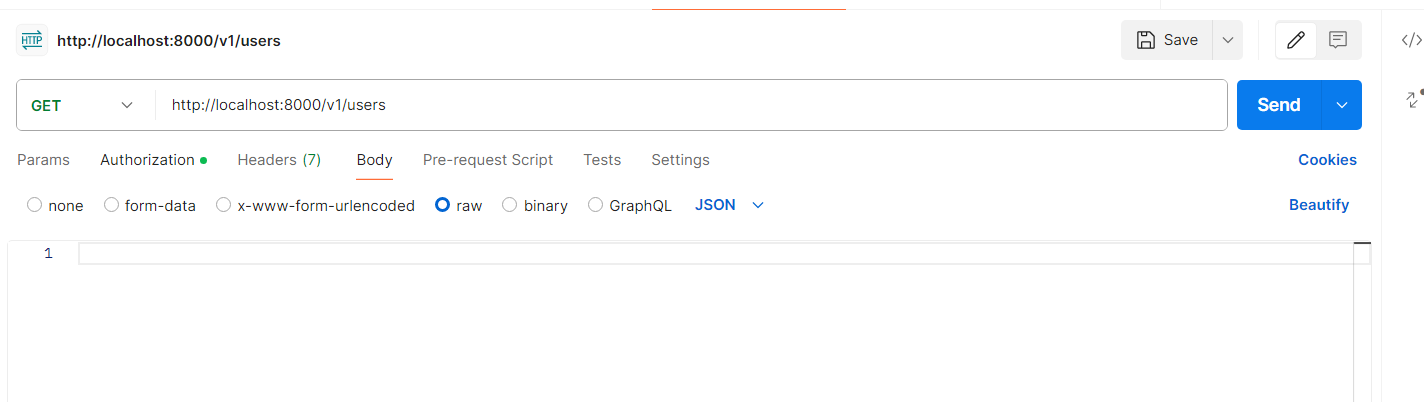 HTTP http://localhost:8000/v1/users Save
GET http://localhost:8000/v1/users Send
Params Authorization Headers (7) Body Pre-request Script Tests Settings Cookies
none form-data x-www-form-urlencoded raw binary GraphQL JSON Beautify
1